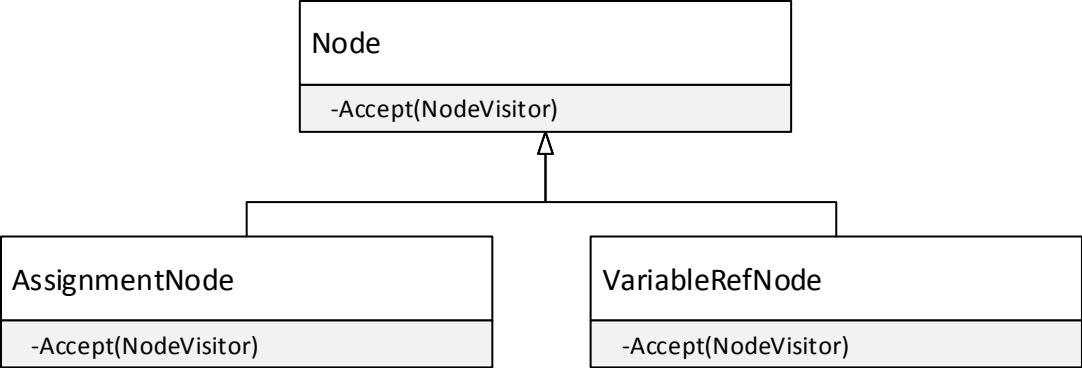 Node
-Accept(NodeVisitor)
AssignmentNode
-Accept(NodeVisitor)
VariableRefNode
-Accept(NodeVisitor)